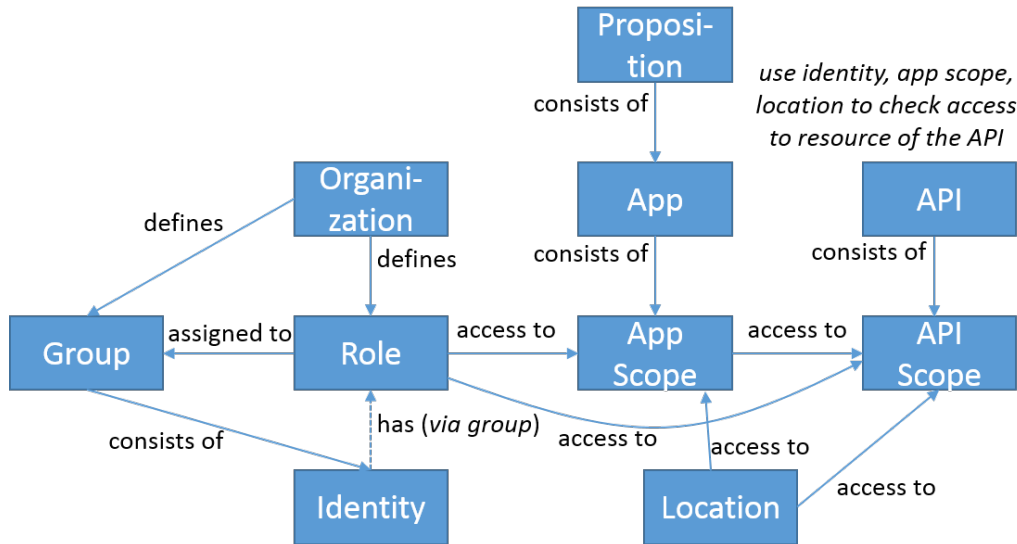 Proposi-
tion
use identity, app scope,
location to check access
to resource of the API
consists of
Organi-
zation
App
API
defines
defines
consists of
consists of
Group
assigned to
Role
access to
App
Scope
access to
API
Scope
consists of
has (via group)
access to
access to
access to
Identity
Location